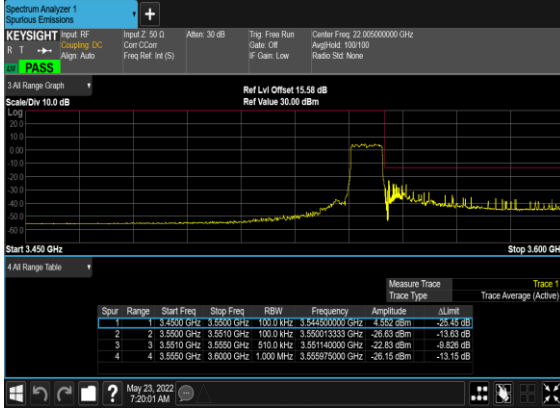 Spectrum Analyzer 1
Spurious Emissions
+
KEYSIGHT Input: RF Input Z: 50 Ω Atten: 30 dB Trig: Free Run Center Freq: 22.005000000 GHz
R T Coupling: DC Corr CCorr Gate: Off Avg|Hold: 100/100
Align: Auto Freq Ref: Int (S) IF Gain: Low Radio Std: None
PASS
3 All Range Graph
Ref Lvl Offset 15.58 dB
Scale/Div 10.0 dB Ref Value 30.00 dBm
Log
20.0
10.0
0.00
-10.0
-20.0
-30.0
-40.0
-50.0
-60.0
Start 3.450 GHz Stop 3.600 GH
4 All Range Table
Measure Trace Trace 1
Trace Type Trace Average (Active)
Spur Range Start Freq Stop Freq RBW Frequency Amplitude ΔLimit
1 1 3.4500 GHz 3.5500 GHz 100.0 kHz 3.544500000 GHz 4.552 dBm -25.45 dB
2 2 3.5500 GHz 3.5510 GHz 100.0 kHz 3.550013333 GHz -26.63 dBm -13.63 dB
3 3 3.5510 GHz 3.5550 GHz 510.0 kHz 3.551140000 GHz -22.83 dBm -9.826 dB
4 4 3.5550 GHz 3.6000 GHz 1.000 MHz 3.555975000 GHz -26.15 dBm -13.15 dB
? May 23, 2022
7:20:01 AM